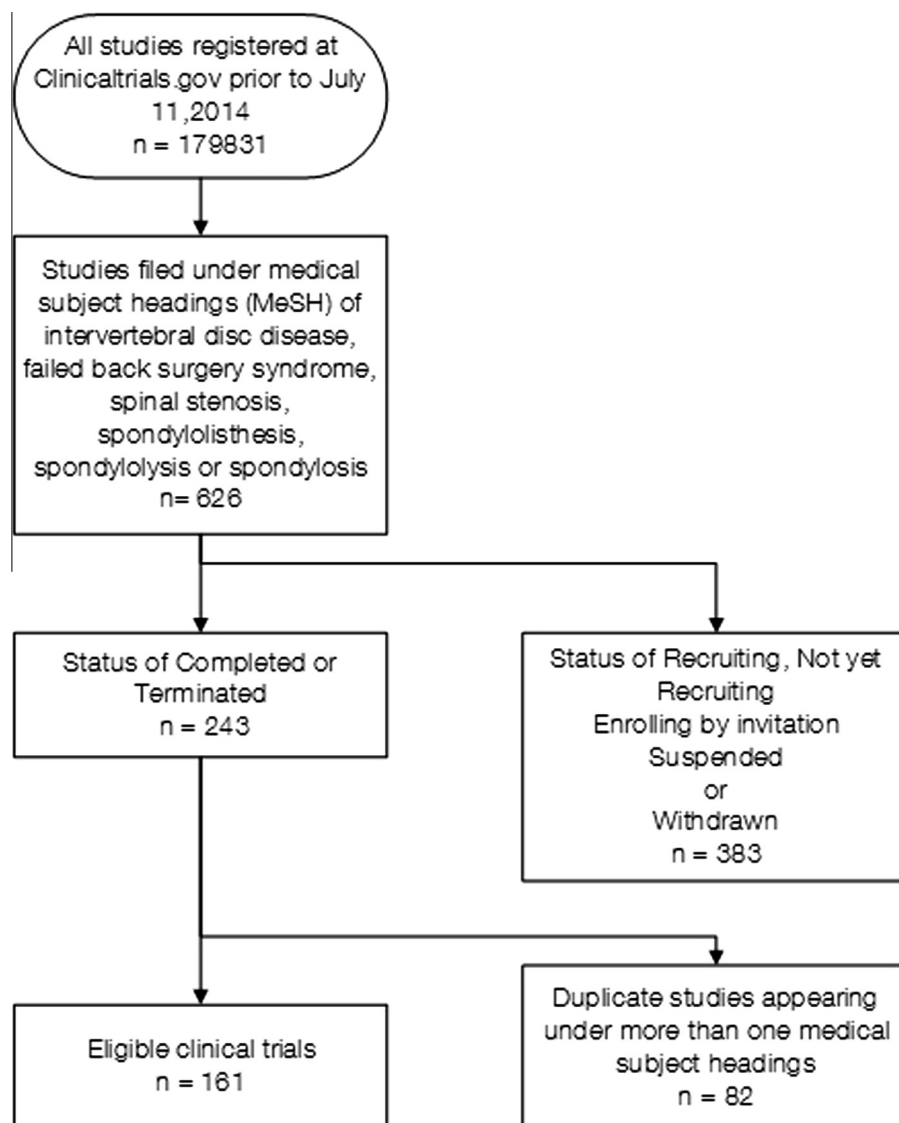 All studies registered at
Clinicaltrials.gov prior to July
11,2014
n = 179831
Studies filed under medical
subject headings (MeSH) of
intervertebral disc disease,
failed back surgery syndrome,
spinal stenosis,
spondylolisthesis,
spondylolysis or spondylosis
n= 626
Status of Completed or
Terminated
n = 243
Status of Recruiting, Not yet
Recruiting
Enrolling by invitation
Suspended
or
Withdrawn
n = 383
Eligible clinical trials
n = 161
Duplicate studies appearing
under more than one medical
subject headings
n = 82